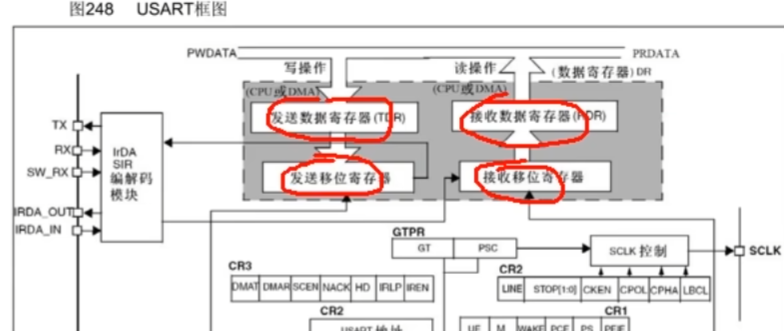 图248 USART框图
PWDATA PRDATA
写操作 读操作 (数据寄存器) DR
(CPU或DMA) (CPU或DMA)
发送数据寄存器(TDR) 接收数据寄存器(RDR)
TX
RX
SW_RX
IRDA_OUT
IRDA_IN
IrDA
SIR
编解码
模块
发送移位寄存器 接收移位寄存器
GTPR
GT PSC SCLK 控制 SCLK
CR3 CR2
DMAT DMAR SCEN NACK HD IRLP IREN LINE STOP[1:0] CKEN CPOL CPHA LBCL
CR2 CR1
USART 地址 UE M WAKE PCE PS PEIE